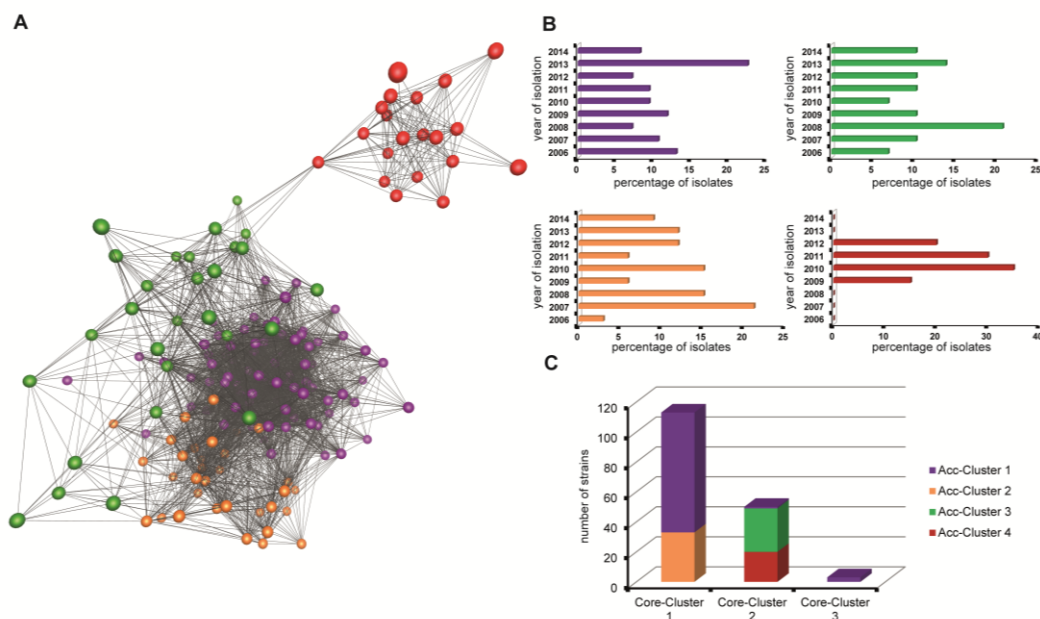 A
B
year of isolation
2014
2013
2012
2011
2010
2009
2008
2007
2006
0 5 10 15 20 25
percentage of isolates
year of isolation
2014
2013
2012
2011
2010
2009
2008
2007
2006
0 5 10 15 20 25
percentage of isolates
year of isolation
2014
2013
2012
2011
2010
2009
2008
2007
2006
0 5 10 15 20 25
percentage of isolates
year of isolation
2014
2013
2012
2011
2010
2009
2008
2007
2006
0 10 20 30 40
percentage of isolates
C
number of strains
120
100
80
60
40
20
0
Core-Cluster 1
Core-Cluster 2
Core-Cluster 3
Acc-Cluster 1
Acc-Cluster 2
Acc-Cluster 3
Acc-Cluster 4